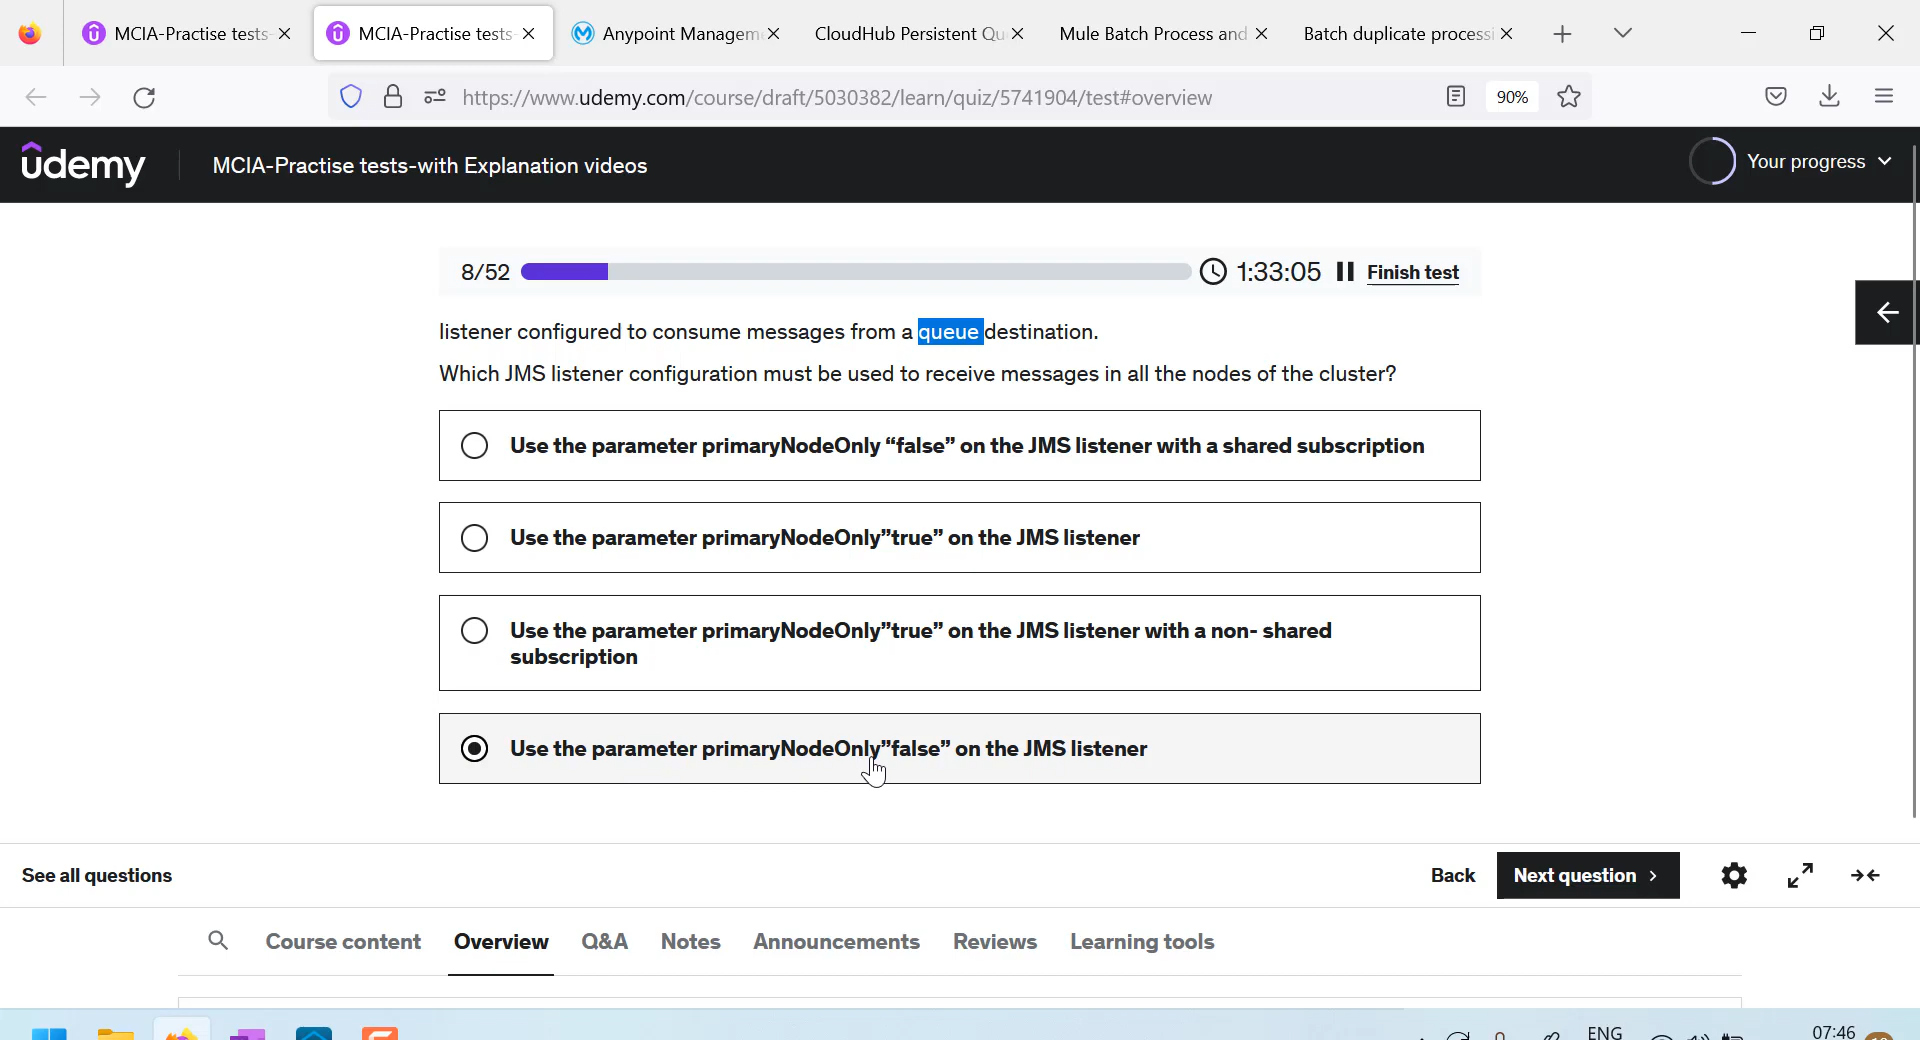 MCIA-Practise tests-
MCIA-Practise tests-
Anypoint Managem
CloudHub Persistent Qu
Mule Batch Process and
Batch duplicate processi
https://www.udemy.com/course/draft/5030382/learn/quiz/5741904/test#overview
90%
udemy
MCIA-Practise tests-with Explanation videos
Your progress
8/52
1:33:05
Finish test
listener configured to consume messages from a queue destination.
Which JMS listener configuration must be used to receive messages in all the nodes of the cluster?
Use the parameter primaryNodeOnly “false” on the JMS listener with a shared subscription
Use the parameter primaryNodeOnly”true” on the JMS listener
Use the parameter primaryNodeOnly”true” on the JMS listener with a non- shared
subscription
Use the parameter primaryNodeOnly”false” on the JMS listener
See all questions
Back
Next question
Course content
Overview
Q&A
Notes
Announcements
Reviews
Learning tools
ENG
07:46